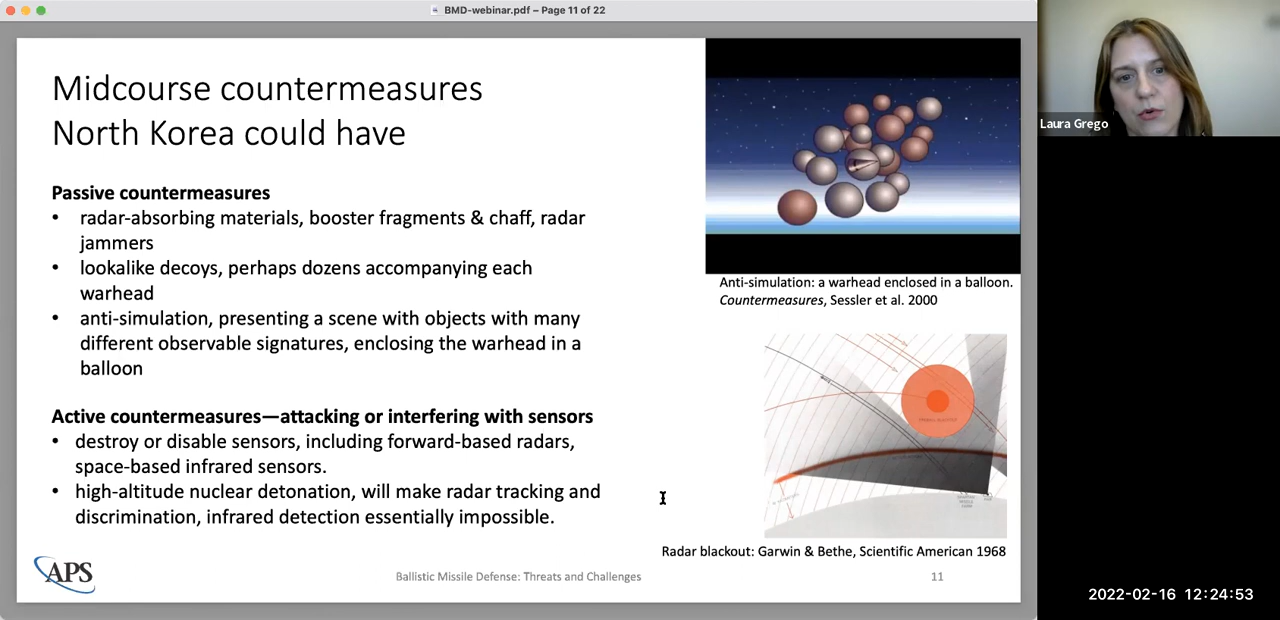 BMD-webinar.pdf – Page 11 of 22
Midcourse countermeasures
North Korea could have
Passive countermeasures
• radar-absorbing materials, booster fragments & chaff, radar
jammers
• lookalike decoys, perhaps dozens accompanying each
warhead
• anti-simulation, presenting a scene with objects with many
different observable signatures, enclosing the warhead in a
balloon
Active countermeasures—attacking or interfering with sensors
• destroy or disable sensors, including forward-based radars,
space-based infrared sensors.
• high-altitude nuclear detonation, will make radar tracking and
discrimination, infrared detection essentially impossible.
Anti-simulation: a warhead enclosed in a balloon.
Countermeasures, Sessler et al. 2000
Radar blackout: Garwin & Bethe, Scientific American 1968
APS
Ballistic Missile Defense: Threats and Challenges
11
Laura Grego
2022-02-16 12:24:53